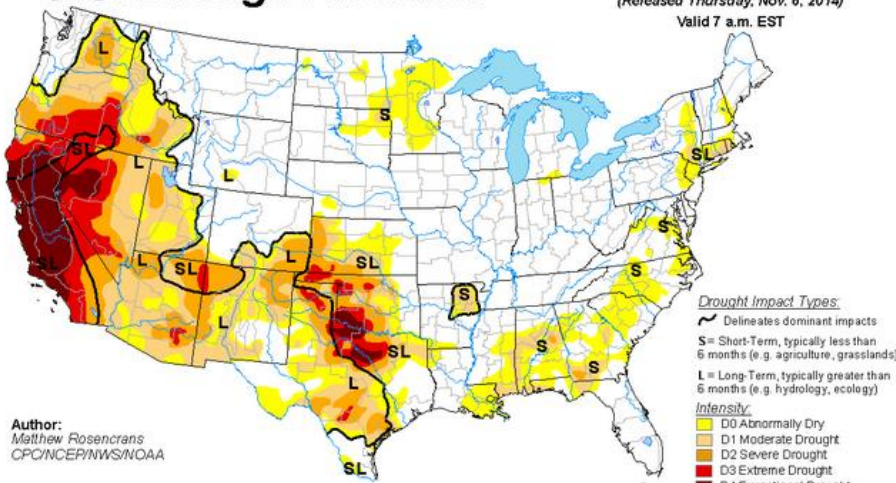 (Released Thursday, Nov. 6, 2014)
Valid 7 a.m. EST
L
S
SL
SL
L
L
S
SL
L
SL
L
SL
S
S
L
S
SL
S
L
S
SL
Drought Impact Types:
Delineates dominant impacts
S = Short-Term, typically less than
6 months (e.g. agriculture, grasslands)
L = Long-Term, typically greater than
6 months (e.g. hydrology, ecology)
Intensity:
D0 Abnormally Dry
D1 Moderate Drought
D2 Severe Drought
D3 Extreme Drought
Author:
Matthew Rosencrans
CPC/NCEP/NWS/NOAA